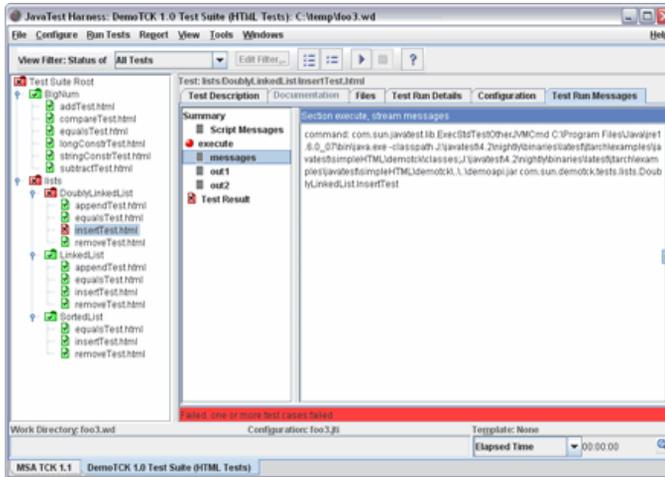 JavaTest Harness: DemoTCK 1.0 Test Suite (HTML Tests): C:\temp\foo3.wd
File Configure Run Tests Report View Tools Windows Help
View Filter: Status of All Tests Edit Filter...
Test Suite Root
BigNum
addTest.html
compareTest.html
equalsTest.html
longConstrTest.html
stringConstrTest.html
subtractTest.html
lists
DoublyLinkedList
appendTest.html
equalsTest.html
insertTest.html
removeTest.html
LinkedList
appendTest.html
equalsTest.html
insertTest.html
removeTest.html
SortedList
equalsTest.html
insertTest.html
removeTest.html
Test: lists/DoublyLinkedList/InsertTest.html
Test Description Documentation Files Test Run Details Configuration Test Run Messages
Summary
Script Messages
execute
messages
out1
out2
Test Result
Section execute, stream messages
command: com.sun.javatest.lib.ExecStdTestOtherJVMCmd C:\Program Files\Java\jre1
.6.0_07\bin\java.exe -classpath J:\javatest\4.2\nightly\binaries\latest\jtarch\examples\ja
vatest\simpleHTML\demotck\classes;J:\javatest\4.2\nightly\binaries\latest\jtarch\exam
ples\javatest\simpleHTML\demotck\..\..\demoapi.jar com.sun.demotck.tests.lists.Doub
lyLinkedList.InsertTest
Failed. one or more test cases failed
Work Directory: foo3.wd Configuration: foo3.jti Template: None
Elapsed Time 00:00:00
MSA TCK 1.1 DemoTCK 1.0 Test Suite (HTML Tests)